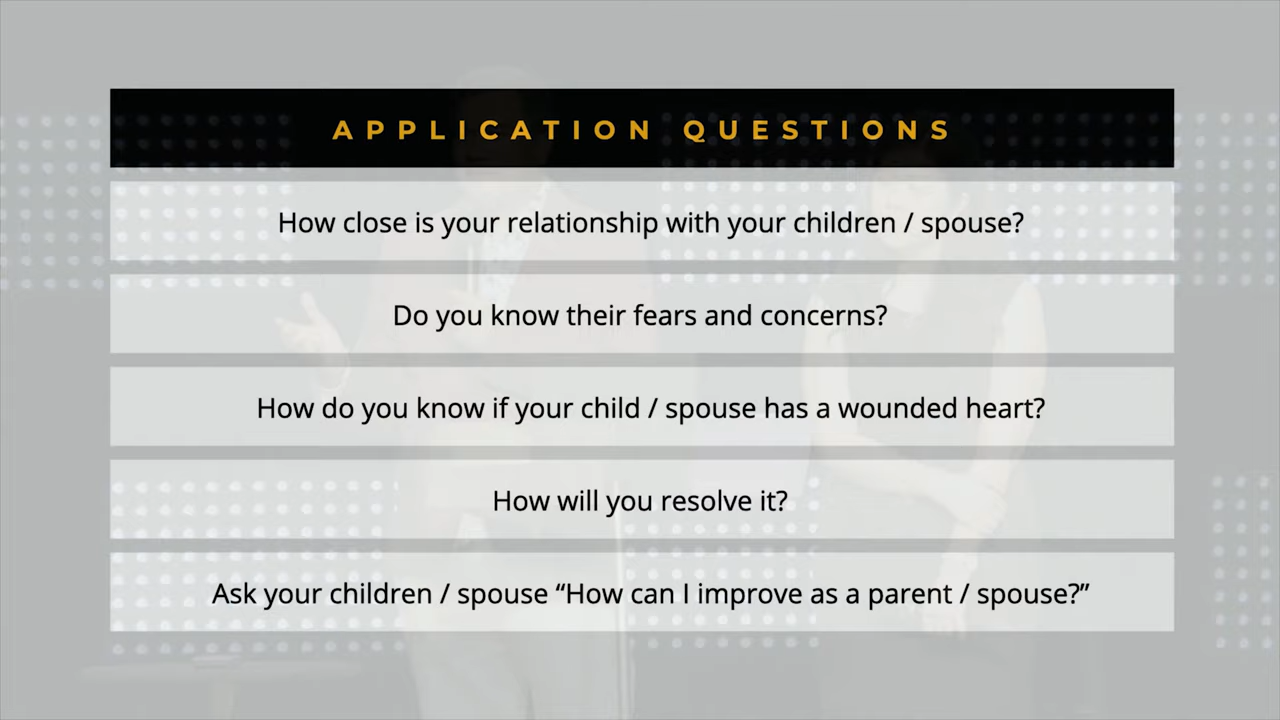 APPLICATION QUESTIONS
How close is your relationship with your children / spouse?
Do you know their fears and concerns?
How do you know if your child / spouse has a wounded heart?
How will you resolve it?
Ask your children / spouse “How can I improve as a parent / spouse?”